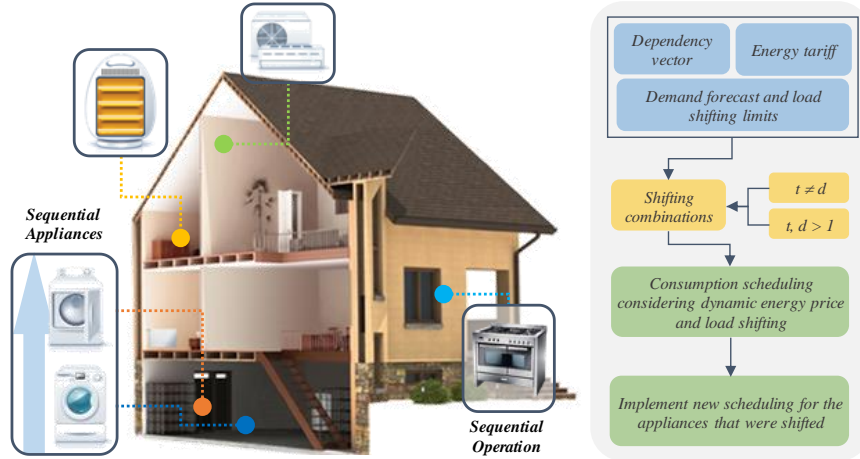 Sequential
Appliances
Sequential
Operation
Dependency
vector
Energy tariff
Demand forecast and load
shifting limits
Shifting
combinations
t ≠ d
t, d > 1
Consumption scheduling
considering dynamic energy price
and load shifting
Implement new scheduling for the
appliances that were shifted